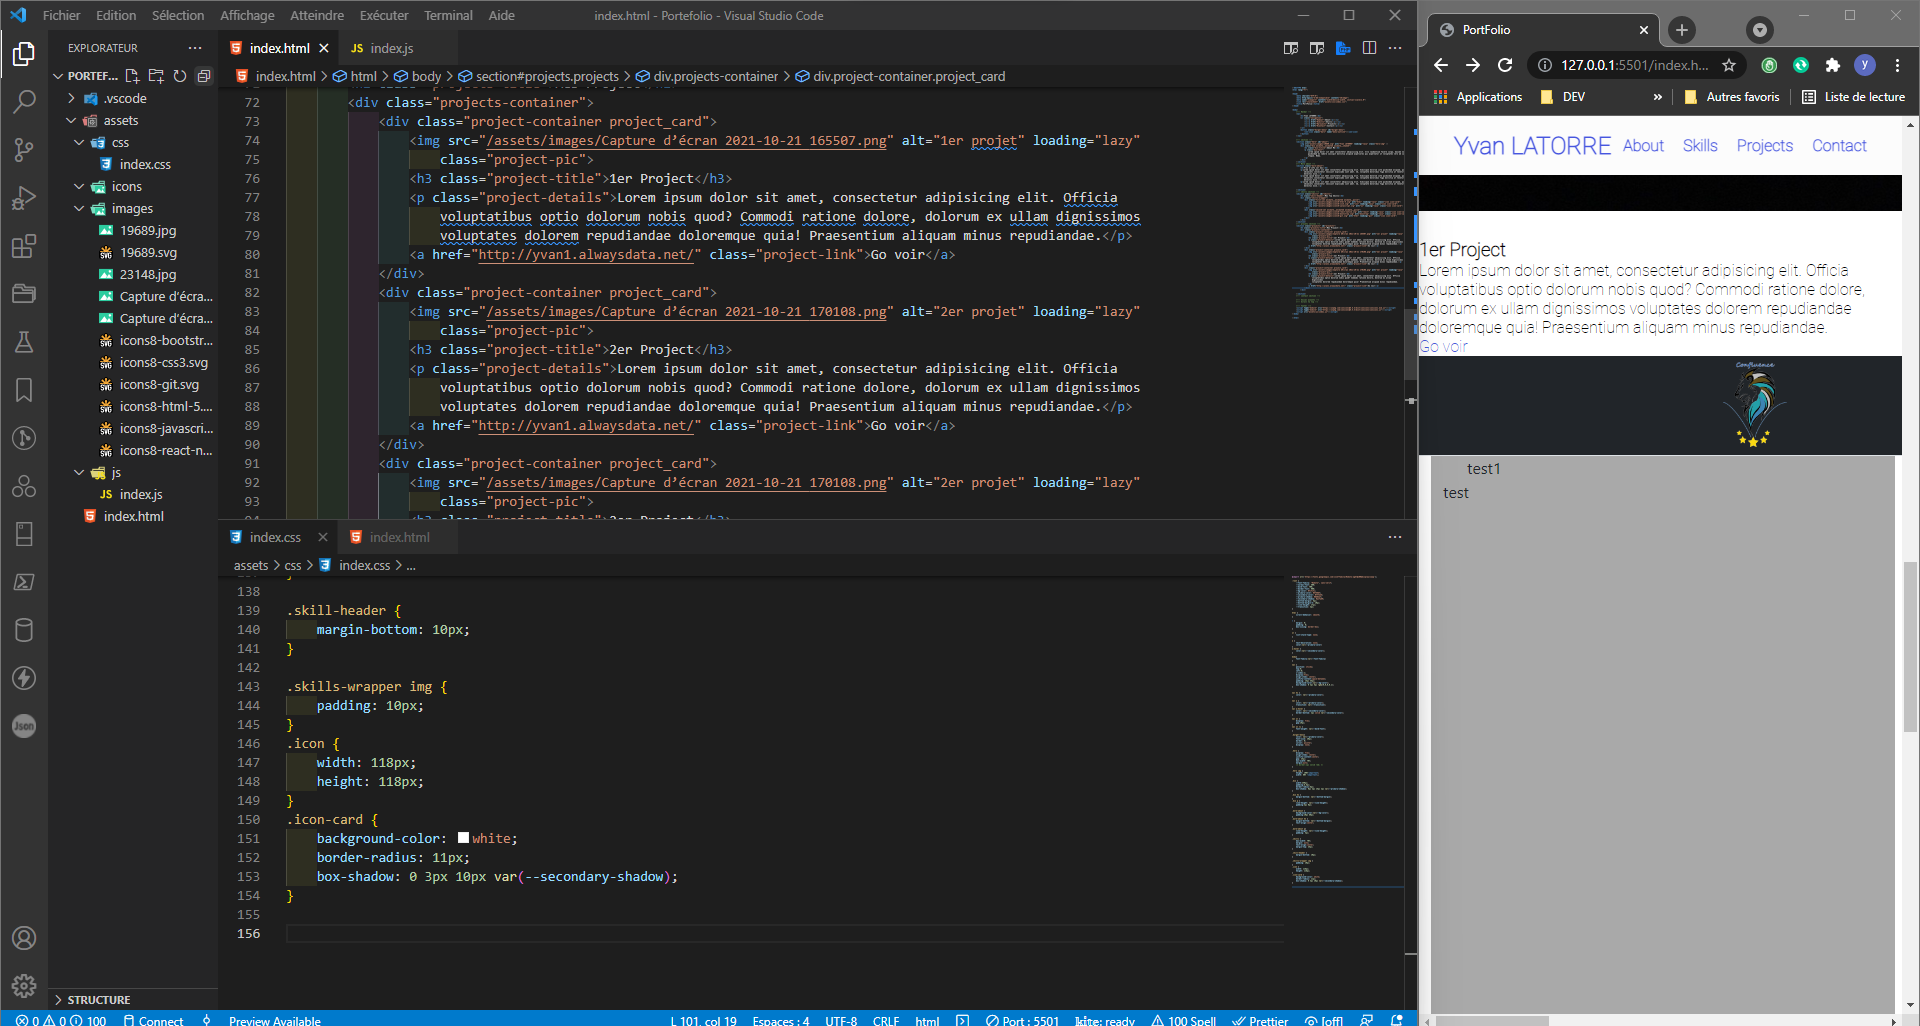 Fichier Edition Sélection Affichage Atteindre Exécuter Terminal Aide
index.html - Portefolio - Visual Studio Code
EXPLORATEUR
PORTEF...
.vscode
assets
css
index.css
icons
images
19689.jpg
19689.svg
23148.jpg
Capture d'écra...
Capture d'écra...
icons8-bootstr...
icons8-css3.svg
icons8-git.svg
icons8-html-5....
icons8-javascri...
icons8-react-n...
js
JS index.js
index.html
STRUCTURE
index.html
JS index.js
index.html > html > body > section#projects.projects > div.projects-container > div.project-container.project_card
72 <div class="projects-container">
73 <div class="project-container project_card">
74 <img src="/assets/images/Capture d’écran 2021-10-21 165507.png" alt="1er projet" loading="lazy"
75 class="project-pic">
76 <h3 class="project-title">1er Project</h3>
77 <p class="project-details">Lorem ipsum dolor sit amet, consectetur adipisicing elit. Officia
78 voluptatibus optio dolorum nobis quod? Commodi ratione dolore, dolorum ex ullam dignissimos
79 voluptates dolorem repudiandae doloremque quia! Praesentium aliquam minus repudiandae.</p>
80 <a href="http://yvan1.alwaysdata.net/" class="project-link">Go voir</a>
81 </div>
82 <div class="project-container project_card">
83 <img src="/assets/images/Capture d’écran 2021-10-21 170108.png" alt="2er projet" loading="lazy"
84 class="project-pic">
85 <h3 class="project-title">2er Project</h3>
86 <p class="project-details">Lorem ipsum dolor sit amet, consectetur adipisicing elit. Officia
87 voluptatibus optio dolorum nobis quod? Commodi ratione dolore, dolorum ex ullam dignissimos
88 voluptates dolorem repudiandae doloremque quia! Praesentium aliquam minus repudiandae.</p>
89 <a href="http://yvan1.alwaysdata.net/" class="project-link">Go voir</a>
90 </div>
91 <div class="project-container project_card">
92 <img src="/assets/images/Capture d’écran 2021-10-21 170108.png" alt="2er projet" loading="lazy"
93 class="project-pic">
index.css
index.html
assets > css > index.css > ...
138
139 .skill-header {
140 margin-bottom: 10px;
141 }
142
143 .skills-wrapper img {
144 padding: 10px;
145 }
146 .icon {
147 width: 118px;
148 height: 118px;
149 }
150 .icon-card {
151 background-color: white;
152 border-radius: 11px;
153 box-shadow: 0 3px 10px var(--secondary-shadow);
154 }
155
156
Json
0 0 100 Connect Preview Available
L 101, col 19 Espaces : 4 UTF-8 CRLF html Port : 5501 kite: ready 100 Spell Prettier [off]
PortFolio
127.0.0.1:5501/index.h...
y
Applications DEV » Autres favoris Liste de lecture
Yvan LATORRE About Skills Projects Contact
1er Project
Lorem ipsum dolor sit amet, consectetur adipisicing elit. Officia
voluptatibus optio dolorum nobis quod? Commodi ratione dolore,
dolorum ex ullam dignissimos voluptates dolorem repudiandae
doloremque quia! Praesentium aliquam minus repudiandae.
Go voir
Confluence
test1
test